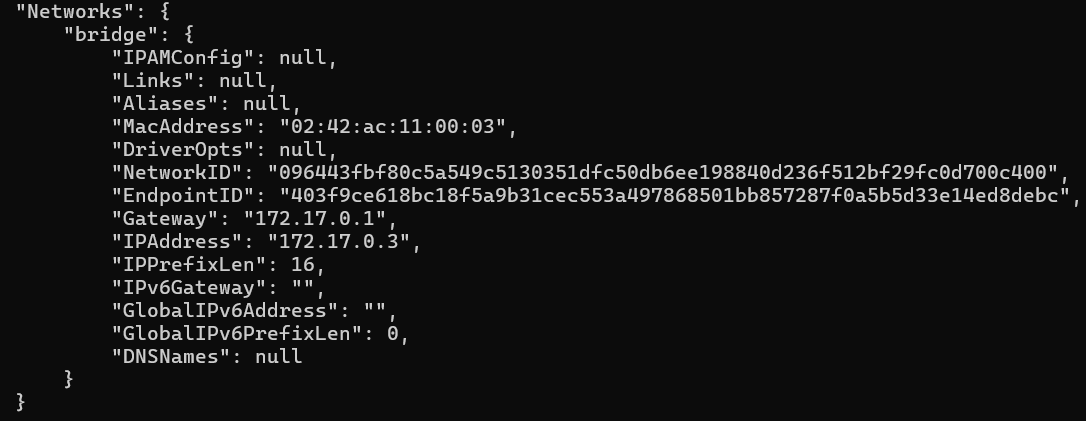 "Networks": {
    "bridge": {
        "IPAMConfig": null,
        "Links": null,
        "Aliases": null,
        "MacAddress": "02:42:ac:11:00:03",
        "DriverOpts": null,
        "NetworkID": "096443fbf80c5a549c5130351dfc50db6ee198840d236f512bf29fc0d700c400",
        "EndpointID": "403f9ce618bc18f5a9b31cec553a497868501bb857287f0a5b5d33e14ed8debc",
        "Gateway": "172.17.0.1",
        "IPAddress": "172.17.0.3",
        "IPPrefixLen": 16,
        "IPv6Gateway": "",
        "GlobalIPv6Address": "",
        "GlobalIPv6PrefixLen": 0,
        "DNSNames": null
    }
}